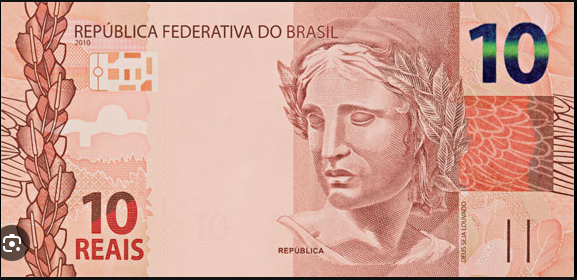 REPÚBLICA FEDERATIVA DO BRASIL
2010
10
10
REAIS
REPÚBLICA
DEUS SEJA LOUVADO